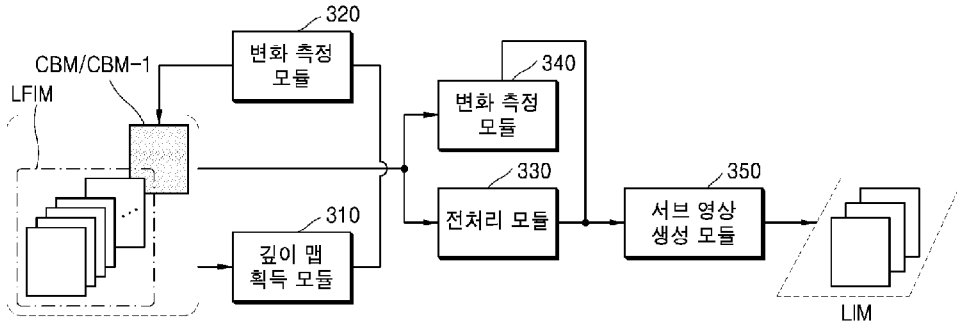 320
변화 측정
모듈
CBM/CBM-1
LFIM
340
변화 측정
모듈
310
깊이 맵
획득 모듈
330
전처리 모듈
350
서브 영상
생성 모듈
...
LIM